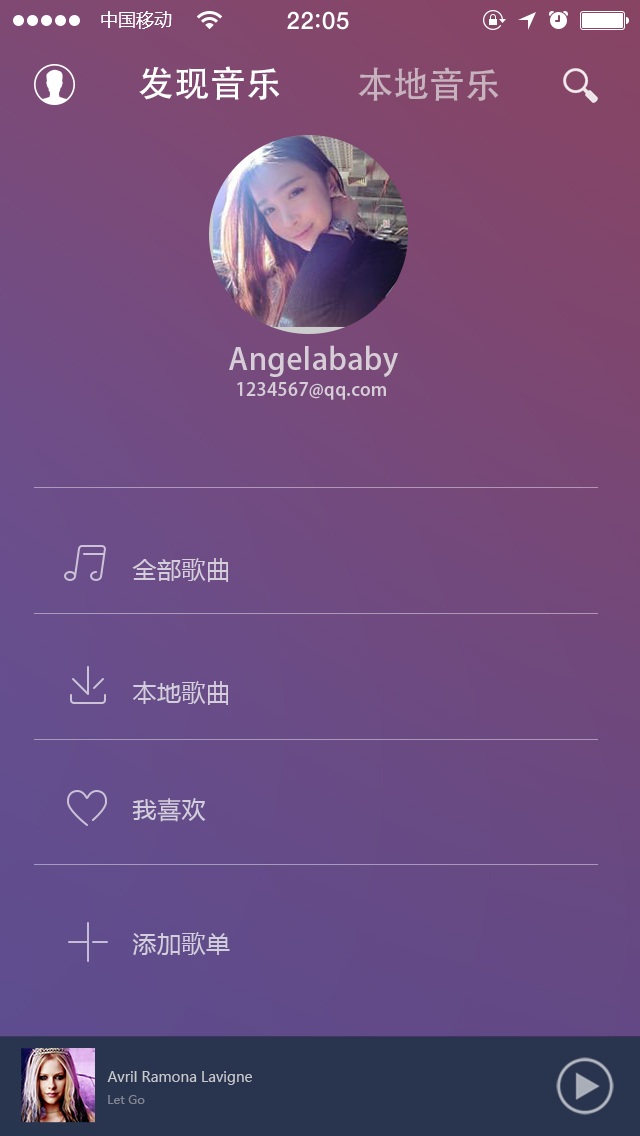 中国移动 22:05
发现音乐 本地音乐
Angelababy
1234567@qq.com
全部歌曲
本地歌曲
我喜欢
添加歌单
Avril Ramona Lavigne
Let Go